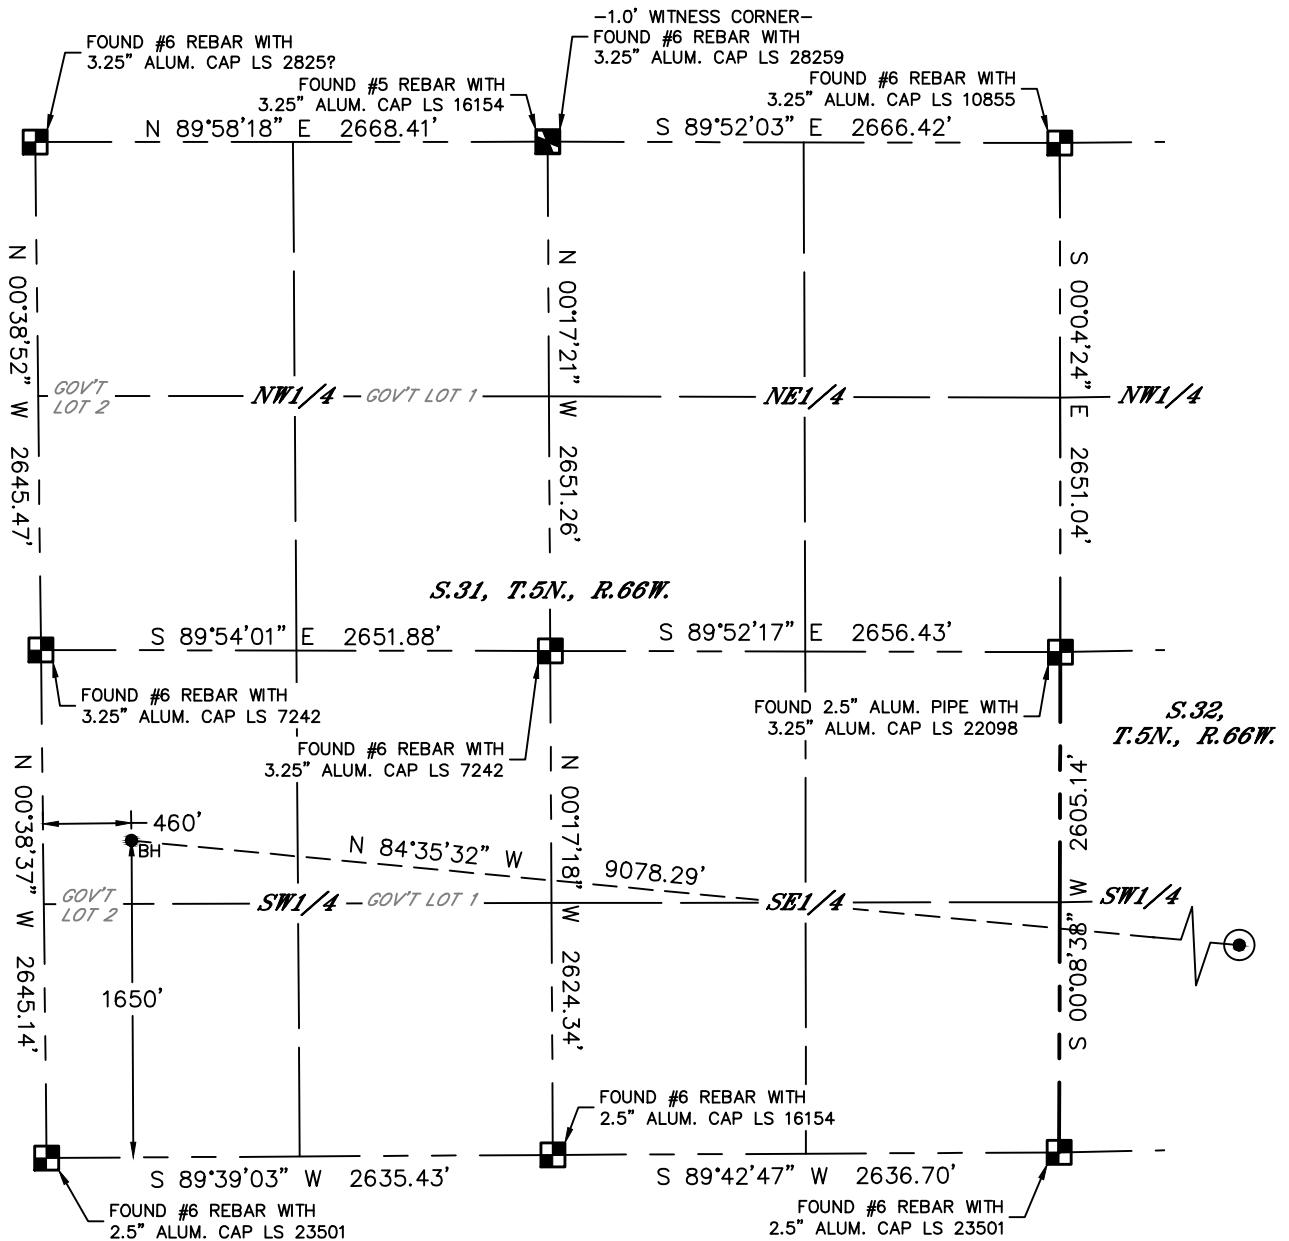 –1.0' WITNESS CORNER–
FOUND #6 REBAR WITH
3.25" ALUM. CAP LS 28259
FOUND #6 REBAR WITH
3.25" ALUM. CAP LS 2825?
FOUND #5 REBAR WITH
3.25" ALUM. CAP LS 16154
FOUND #6 REBAR WITH
3.25" ALUM. CAP LS 10855
N 89°58'18" E 2668.41'
S 89°52'03" E 2666.42'
N 00°38'52" W 2645.47'
N 00°17'21" W 2651.26'
S 00°04'24" E 2651.04'
GOV'T
LOT 2
NW1/4
GOV'T LOT 1
NE1/4
NW1/4
S.31, T.5N., R.66W.
S 89°54'01" E 2651.88'
S 89°52'17" E 2656.43'
FOUND #6 REBAR WITH
3.25" ALUM. CAP LS 7242
FOUND #6 REBAR WITH
3.25" ALUM. CAP LS 7242
FOUND 2.5" ALUM. PIPE WITH
3.25" ALUM. CAP LS 22098
S.32,
T.5N., R.66W.
N 00°38'37" W 2645.14'
N 00°17'18" W 2624.34'
S 00°08'38" W 2605.14'
460'
BH
N 84°35'32" W 9078.29'
GOV'T
LOT 2
SW1/4
GOV'T LOT 1
SE1/4
SW1/4
1650'
FOUND #6 REBAR WITH
2.5" ALUM. CAP LS 16154
S 89°39'03" W 2635.43'
S 89°42'47" W 2636.70'
FOUND #6 REBAR WITH
2.5" ALUM. CAP LS 23501
FOUND #6 REBAR WITH
2.5" ALUM. CAP LS 23501